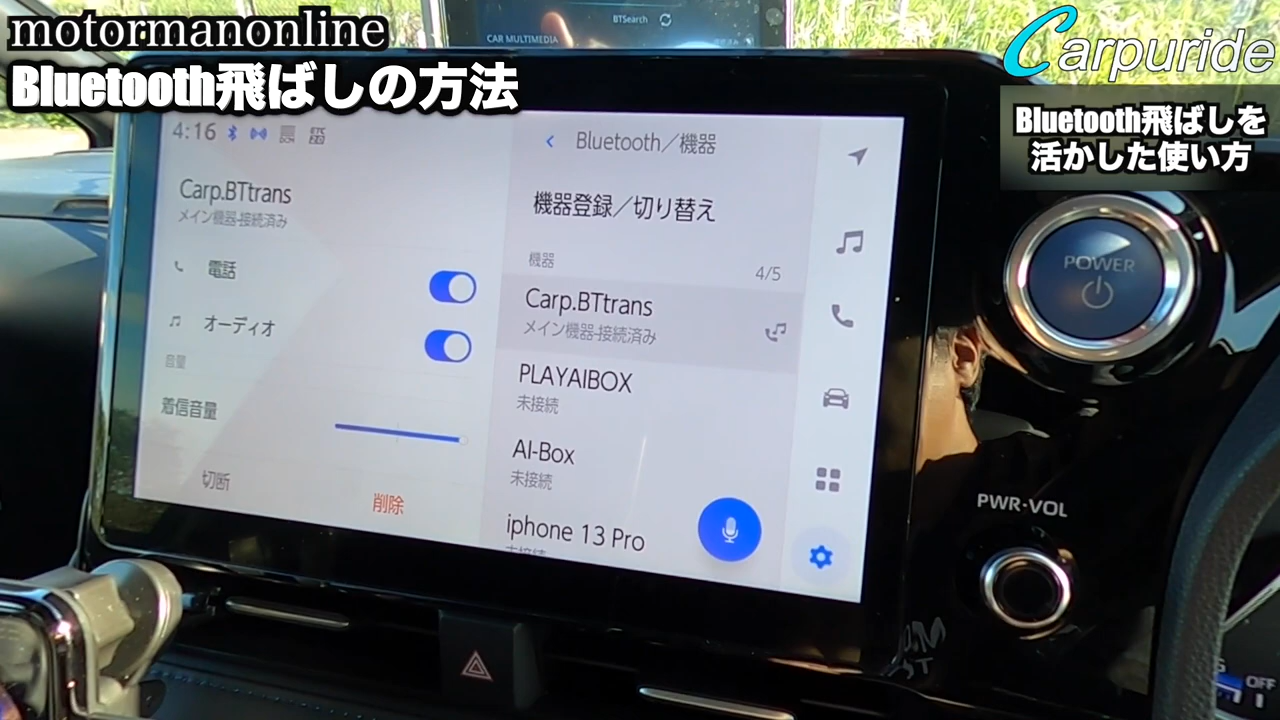 motormanonline
Bluetooth飛ばしの方法
BTSearch
CAR MULTIMEDIA
Carpuride
Bluetooth飛ばしを
活かした使い方
4:16
Carp.BTtrans
メイン機器-接続済み
電話
オーディオ
音量
着信音量
切断
削除
Bluetooth／機器
機器登録／切り替え
機器
4/5
Carp.BTtrans
メイン機器-接続済み
PLAYAIBOX
未接続
AI-Box
未接続
iphone 13 Pro
未接続
POWER
PWR·VOL
OFF